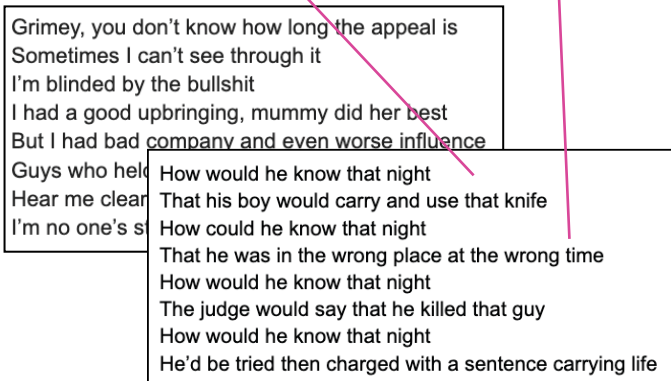 Grimey, you don’t know how long the appeal is
Sometimes I can’t see through it
I’m blinded by the bullshit
I had a good upbringing, mummy did her best
But I had bad company and even worse influence
Guys who
Hear me
I’m no one’s
How would he know that night
That his boy would carry and use that knife
How could he know that night
That he was in the wrong place at the wrong time
How would he know that night
The judge would say that he killed that guy
How would he know that night
He’d be tried then charged with a sentence carrying life